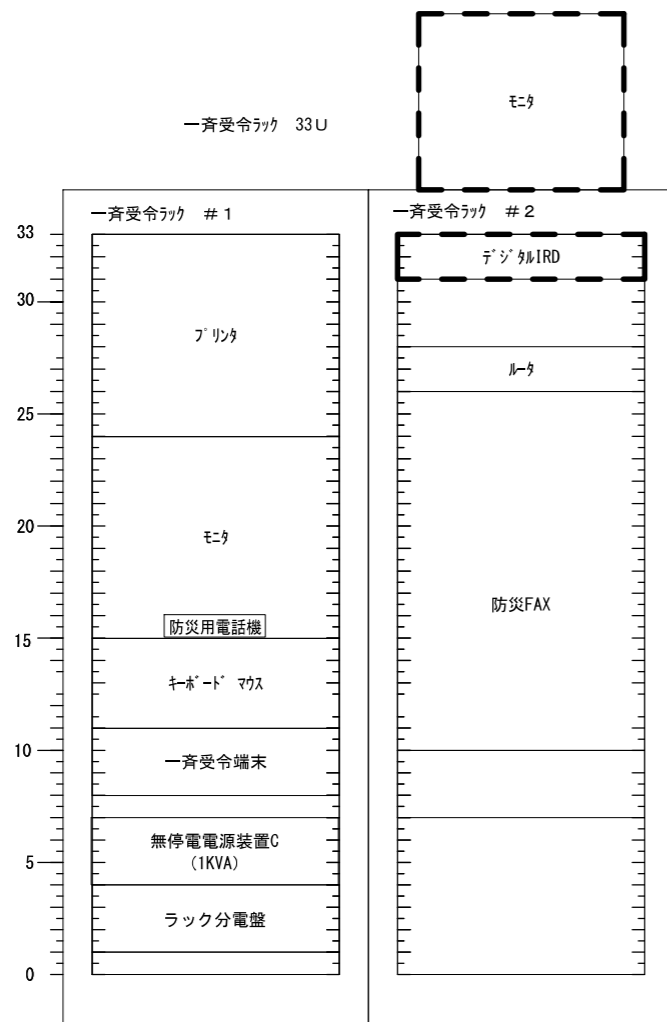 モニタ
一斉受令ラック　33U
一斉受令ラック　＃1
一斉受令ラック　＃2
33
デジタルIRD
30
プリンタ
ルータ
25
20
モニタ
防災FAX
防災用電話機
15
キーボード マウス
10
一斉受令端末
無停電電源装置C
(1KVA)
5
ラック分電盤
0